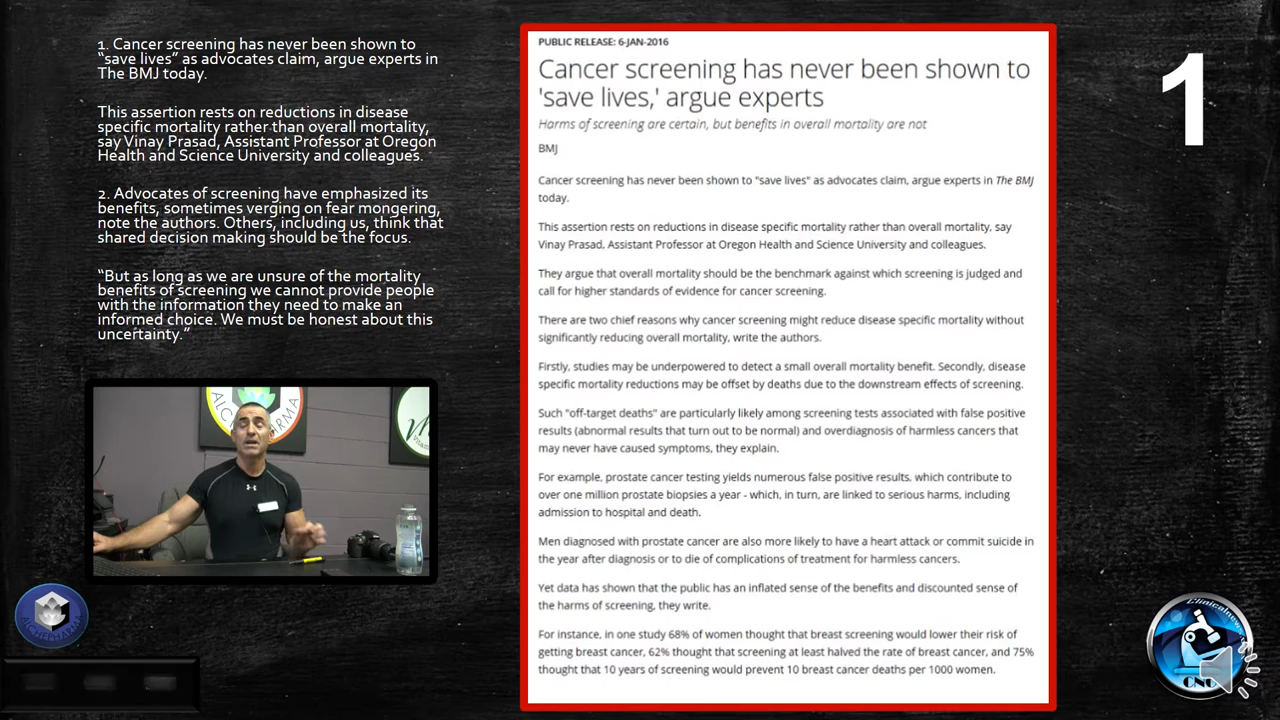 1. Cancer screening has never been shown to
“save lives” as advocates claim, argue experts in
The BMJ today.
This assertion rests on reductions in disease
specific mortality rather than overall mortality,
say Vinay Prasad, Assistant Professor at Oregon
Health and Science University and colleagues.
2. Advocates of screening have emphasized its
benefits, sometimes verging on fear mongering,
note the authors. Others, including us, think that
shared decision making should be the focus.
“But as long as we are unsure of the mortality
benefits of screening we cannot provide people
with the information they need to make an
informed choice. We must be honest about this
uncertainty.”
ALCHEPHARMA
PUBLIC RELEASE: 6-JAN-2016
Cancer screening has never been shown to
'save lives,' argue experts
Harms of screening are certain, but benefits in overall mortality are not
BMJ
Cancer screening has never been shown to "save lives" as advocates claim, argue experts in The BMJ
today.
This assertion rests on reductions in disease specific mortality rather than overall mortality, say
Vinay Prasad, Assistant Professor at Oregon Health and Science University and colleagues.
They argue that overall mortality should be the benchmark against which screening is judged and
call for higher standards of evidence for cancer screening.
There are two chief reasons why cancer screening might reduce disease specific mortality without
significantly reducing overall mortality, write the authors.
Firstly, studies may be underpowered to detect a small overall mortality benefit. Secondly, disease
specific mortality reductions may be offset by deaths due to the downstream effects of screening.
Such "off-target deaths" are particularly likely among screening tests associated with false positive
results (abnormal results that turn out to be normal) and overdiagnosis of harmless cancers that
may never have caused symptoms, they explain.
For example, prostate cancer testing yields numerous false positive results, which contribute to
over one million prostate biopsies a year - which, in turn, are linked to serious harms, including
admission to hospital and death.
Men diagnosed with prostate cancer are also more likely to have a heart attack or commit suicide in
the year after diagnosis or to die of complications of treatment for harmless cancers.
Yet data has shown that the public has an inflated sense of the benefits and discounted sense of
the harms of screening, they write.
For instance, in one study 68% of women thought that breast screening would lower their risk of
getting breast cancer, 62% thought that screening at least halved the rate of breast cancer, and 75%
thought that 10 years of screening would prevent 10 breast cancer deaths per 1000 women.
1
CNC